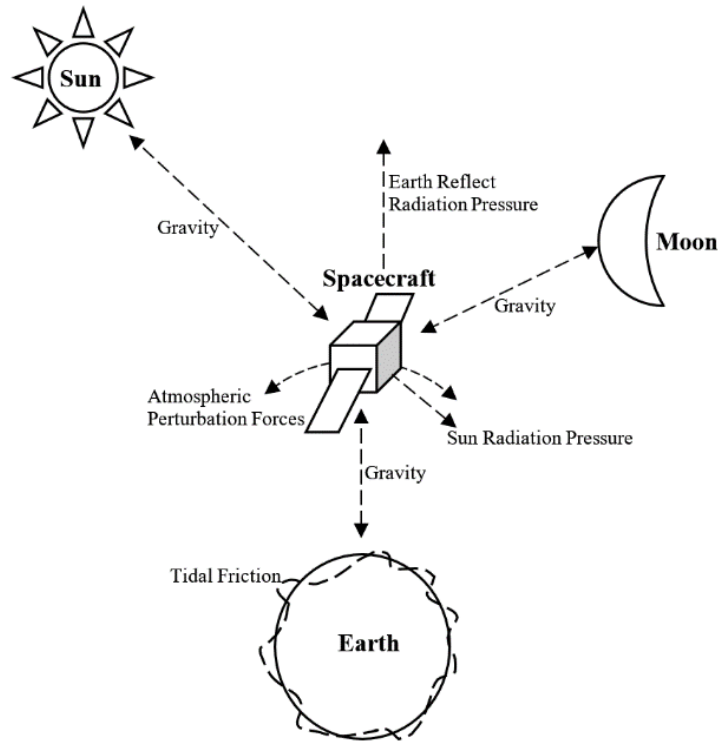 Sun
Earth Reflect
Radiation Pressure
Gravity
Moon
Spacecraft
Gravity
Atmospheric
Perturbation Forces
Sun Radiation Pressure
Gravity
Tidal Friction
Earth